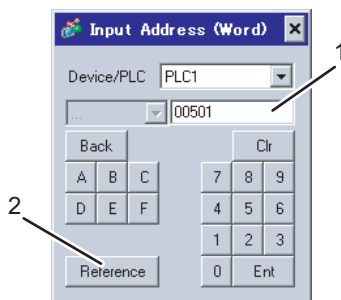 Input Address (Word)
1
Device/PLC PLC1
... 00501
Back Clr
A B C 7 8 9
D E F 4 5 6
2
1 2 3
Reference 0 Ent